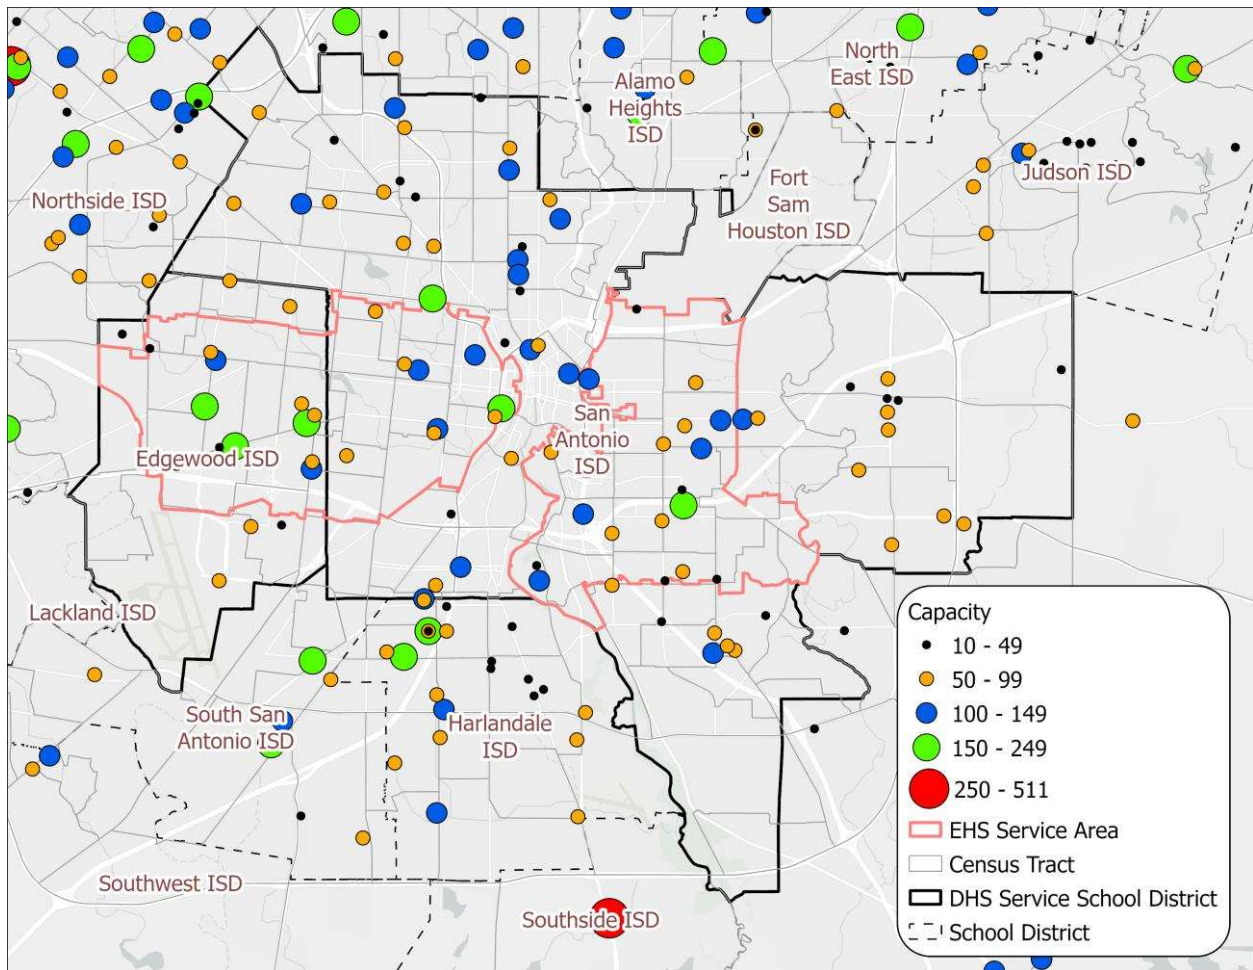 North
East ISD
Alamo
Heights
ISD
Judson ISD
Fort
Sam
Houston ISD
Northside ISD
San
Antonio
ISD
Edgewood ISD
Lackland ISD
South San
Antonio ISD
Harlandale
ISD
Southwest ISD
Southside ISD
Capacity
10 - 49
50 - 99
100 - 149
150 - 249
250 - 511
EHS Service Area
Census Tract
DHS Service School District
School District